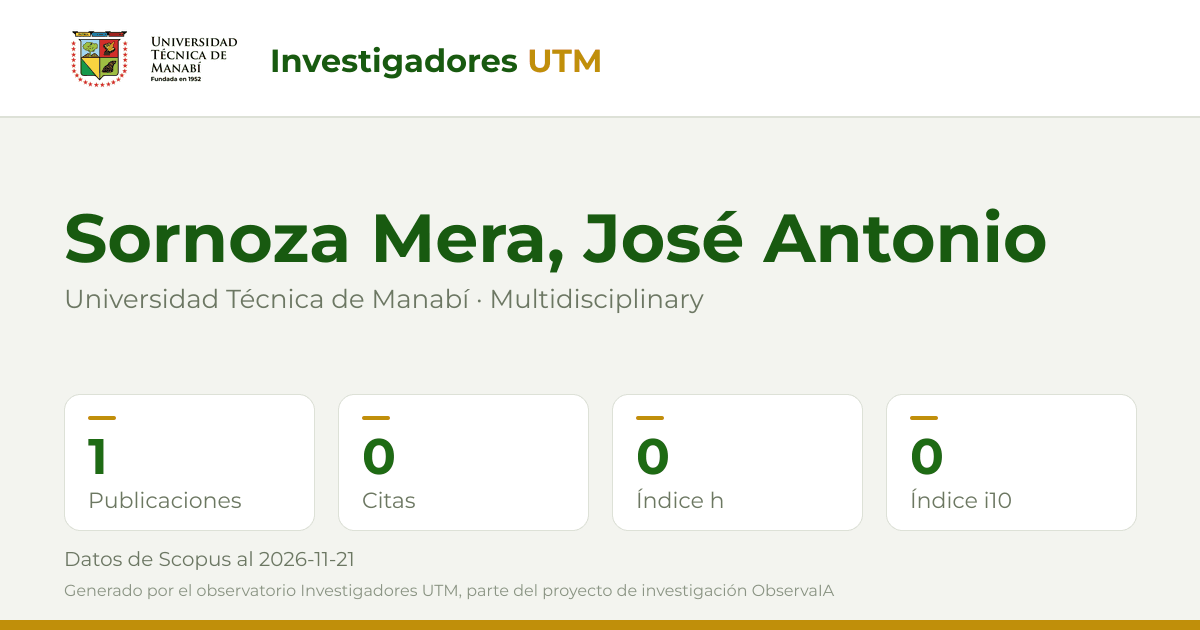 UNIVERSIDAD
TÉCNICA DE
MANABÍ
Fundada en 1952
Investigadores UTM
Sornoza Mera, José Antonio
Universidad Técnica de Manabí · Multidisciplinary
1
Publicaciones
0
Citas
0
Índice h
0
Índice i10
Datos de Scopus al 2026-11-21
Generado por el observatorio Investigadores UTM, parte del proyecto de investigación ObservaIA